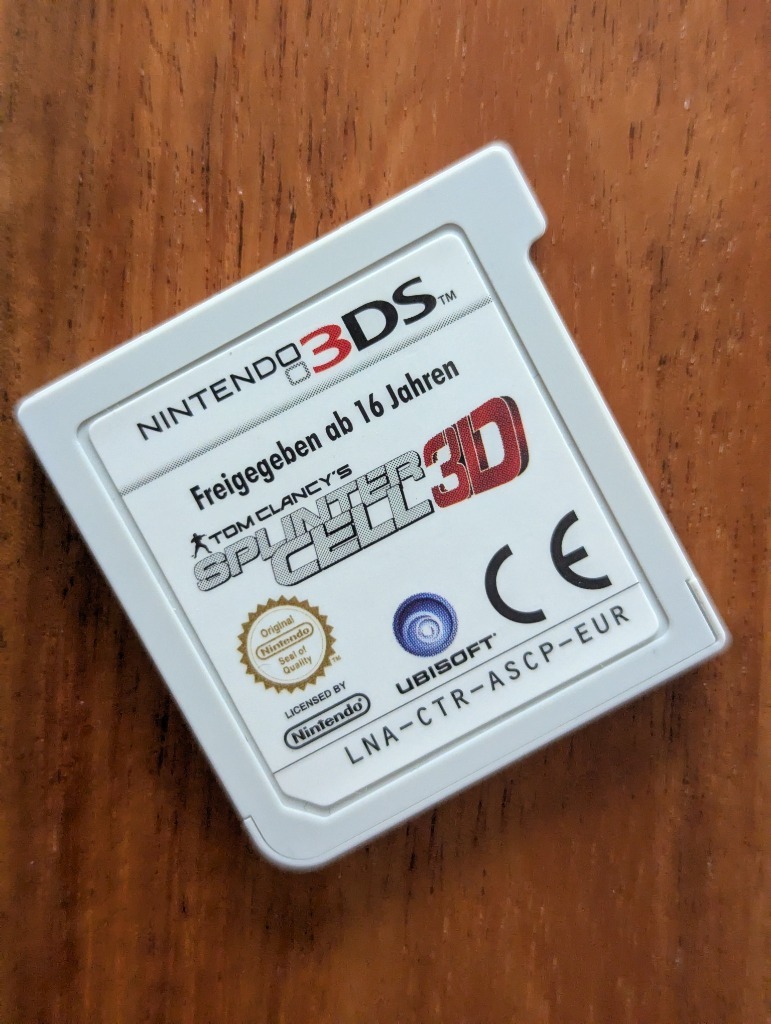 NINTENDO 3DS™
Freigegeben ab 16 Jahren
TOM CLANCY'S
SPLINTER
CELL 3D
CE
Original
Nintendo
Seal of
Quality
TM
UBISOFT
LICENSED BY
Nintendo®
LNA-CTR-ASCP-EUR